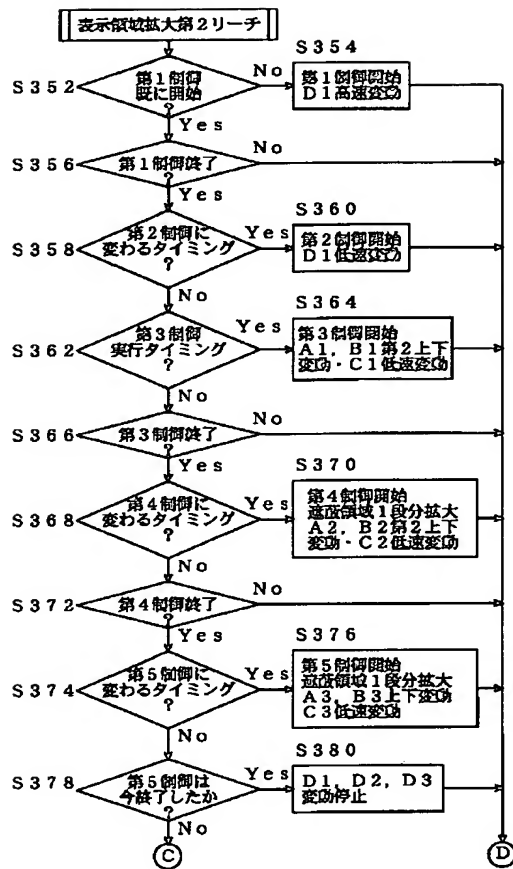 表示領域拡大第2リーチ
S352
第1制御
既に開始
?
No
Yes
S354
第1制御開始
D1高速変動
S356
第1制御終了
?
No
Yes
S358
第2制御に
変わるタイミング
?
Yes
No
S360
第2制御開始
D1低速変動
S362
第3制御
実行タイミング
?
Yes
No
S364
第3制御開始
A1,B1第2上下
変動・C1低速変動
S366
第3制御終了
?
No
Yes
S368
第4制御に
変わるタイミング
?
Yes
No
S370
第4制御開始
遮蔽領域1段分拡大
A2,B2第2上下
変動・C2低速変動
S372
第4制御終了
?
No
Yes
S374
第5制御に
変わるタイミング
?
Yes
No
S376
第5制御開始
遮蔽領域1段分拡大
A3,B3上下変動
C3低速変動
S378
第5制御は
今終了したか
?
Yes
No
S380
D1,D2,D3
変動停止
C
D